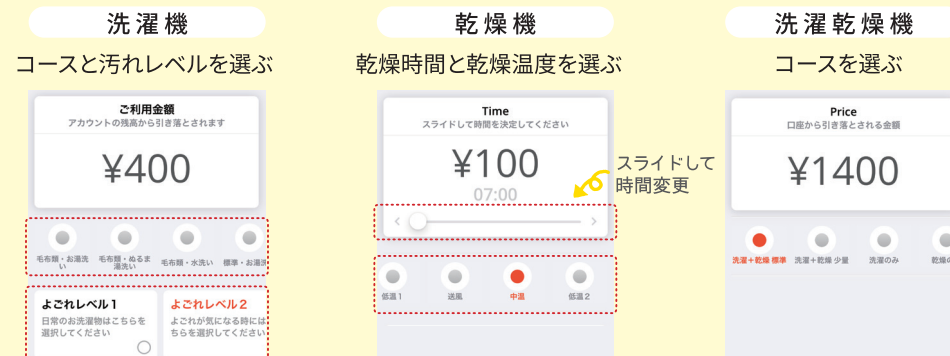 洗濯機
コースと汚れレベルを選ぶ
ご利用金額
アカウントの残高から引き落とされます
¥400
毛布類・お湯洗い
毛布類・ぬるま湯洗い
毛布類・水洗い
標準・お湯洗
よごれレベル1
日常のお洗濯物はこちらを
選択してください
よごれレベル2
よごれが気になる時には
ちらを選択してください
乾燥機
乾燥時間と乾燥温度を選ぶ
Time
スライドして時間を決定してください
¥100
07:00
スライドして
時間変更
低温1
送風
中温
低温2
洗濯乾燥機
コースを選ぶ
Price
口座から引き落とされる金額
¥1400
洗濯+乾燥 標準
洗濯+乾燥 少量
洗濯のみ
乾燥の